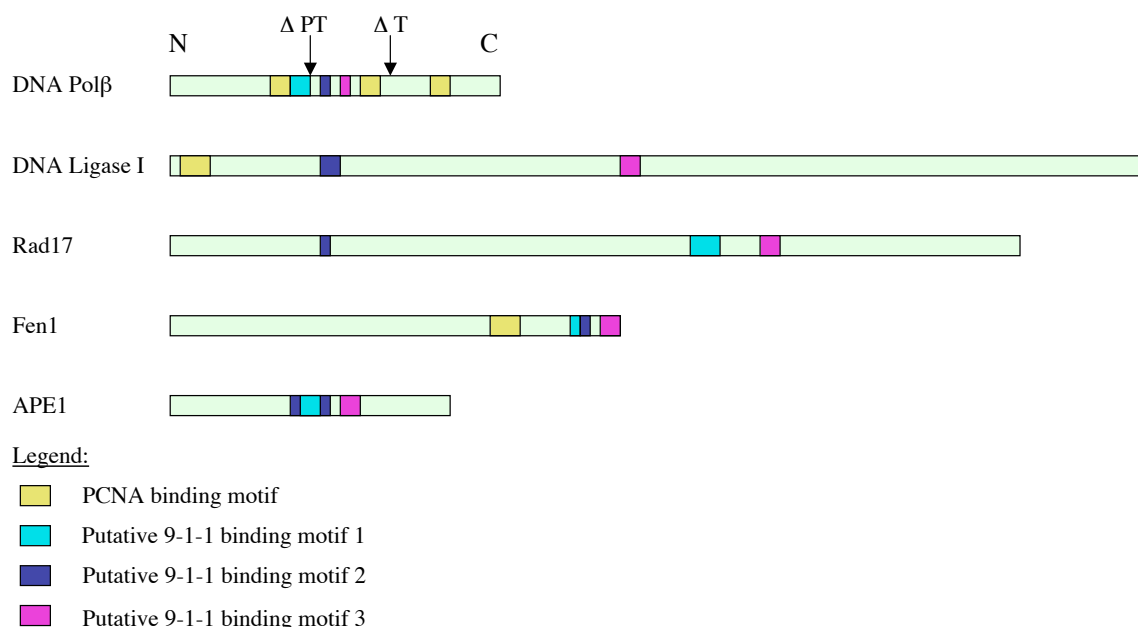 Δ PT Δ T
N C
DNA Polβ
DNA Ligase I
Rad17
Fen1
APE1
Legend:
PCNA binding motif
Putative 9-1-1 binding motif 1
Putative 9-1-1 binding motif 2
Putative 9-1-1 binding motif 3